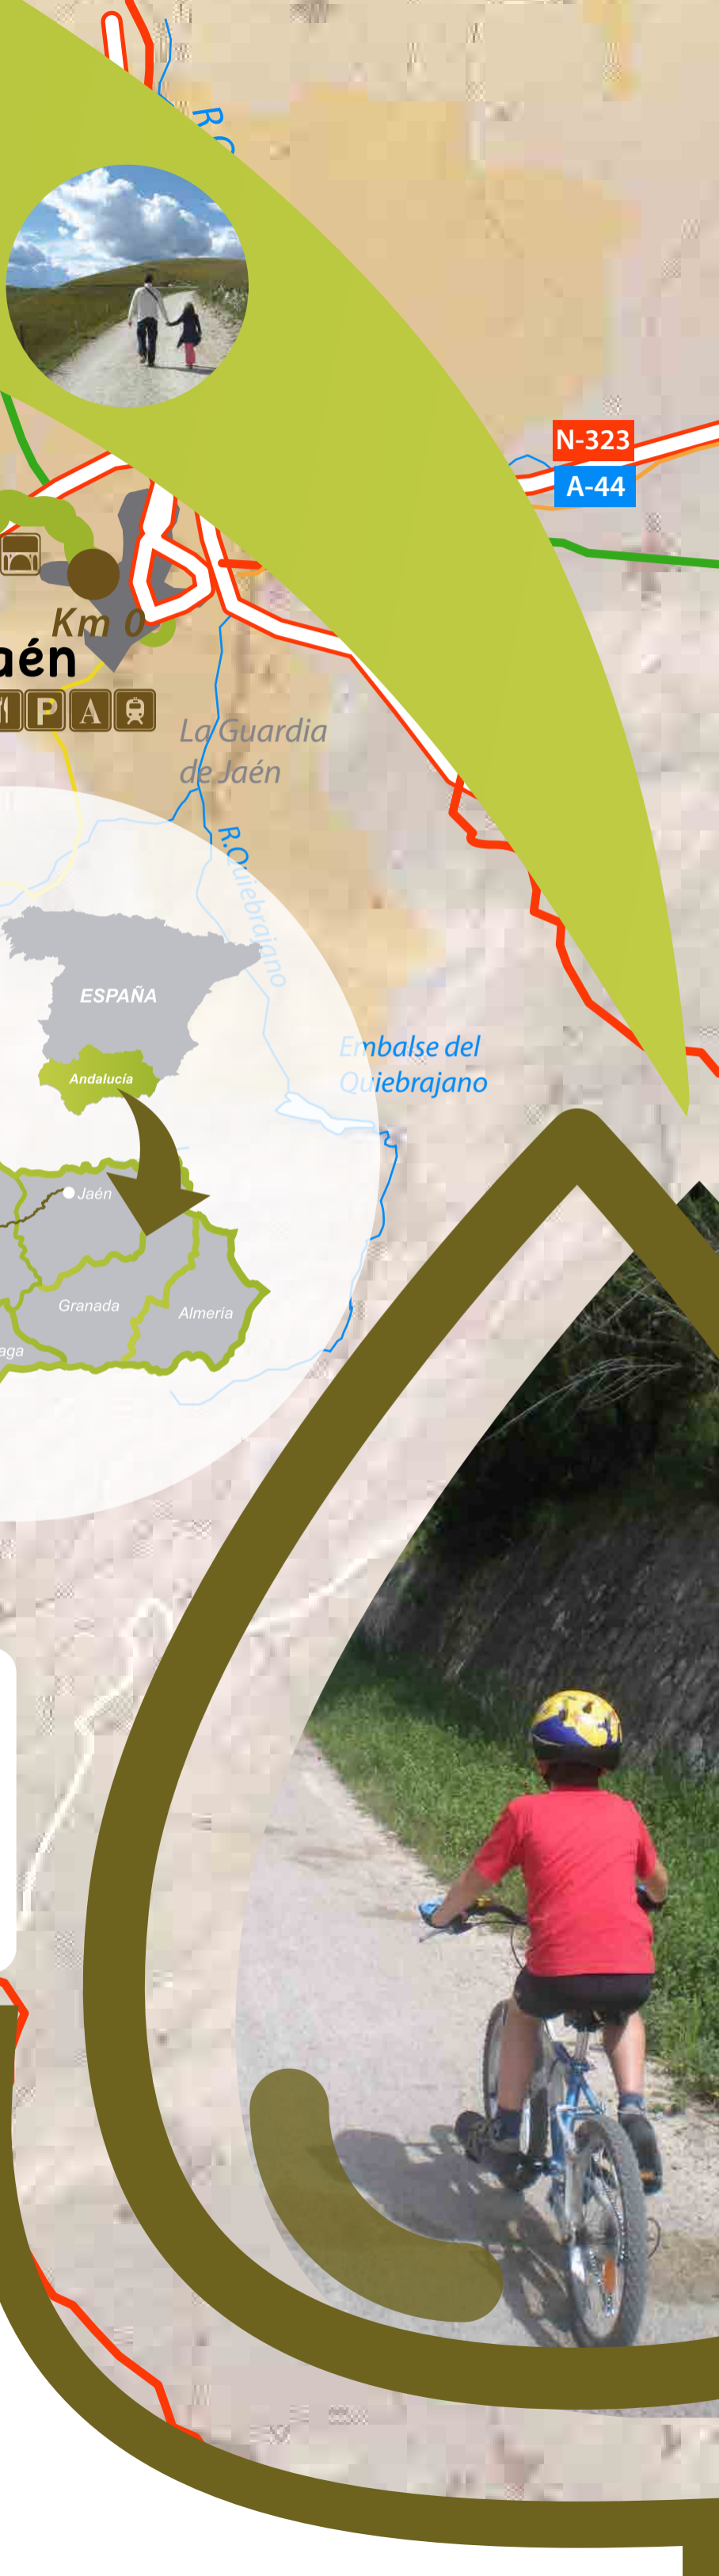 R
N-323
A-44
Km 0
aén
P A
La Guardia
de Jaén
R.Quiebrajano
ESPAÑA
Andalucía
Embalse del
Quiebrajano
Jaén
Granada
Almería
aga